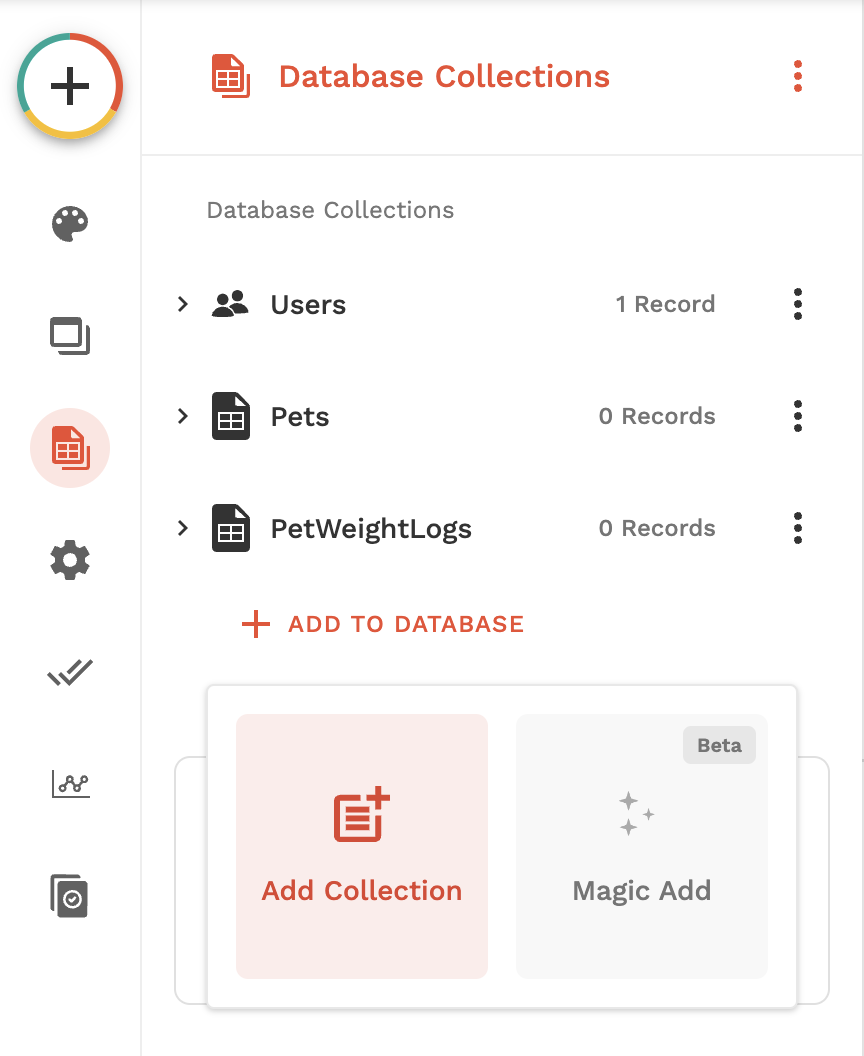 Database Collections
Database Collections
Users 1 Record
Pets 0 Records
PetWeightLogs 0 Records
ADD TO DATABASE
Beta
Add Collection Magic Add